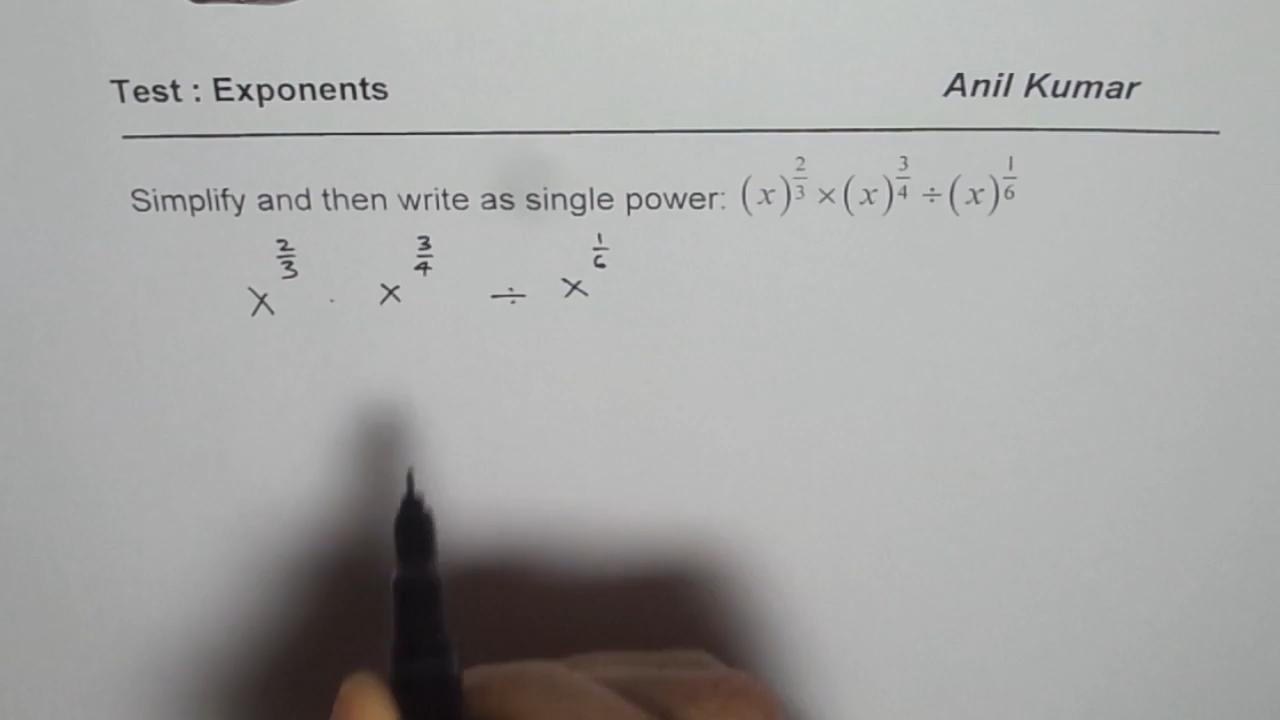 Test : Exponents Anil Kumar
Simplify and then write as single power: (x)^{2/3} × (x)^{3/4} ÷ (x)^{1/6}
x^{2/3} · x^{3/4} ÷ x^{1/6}